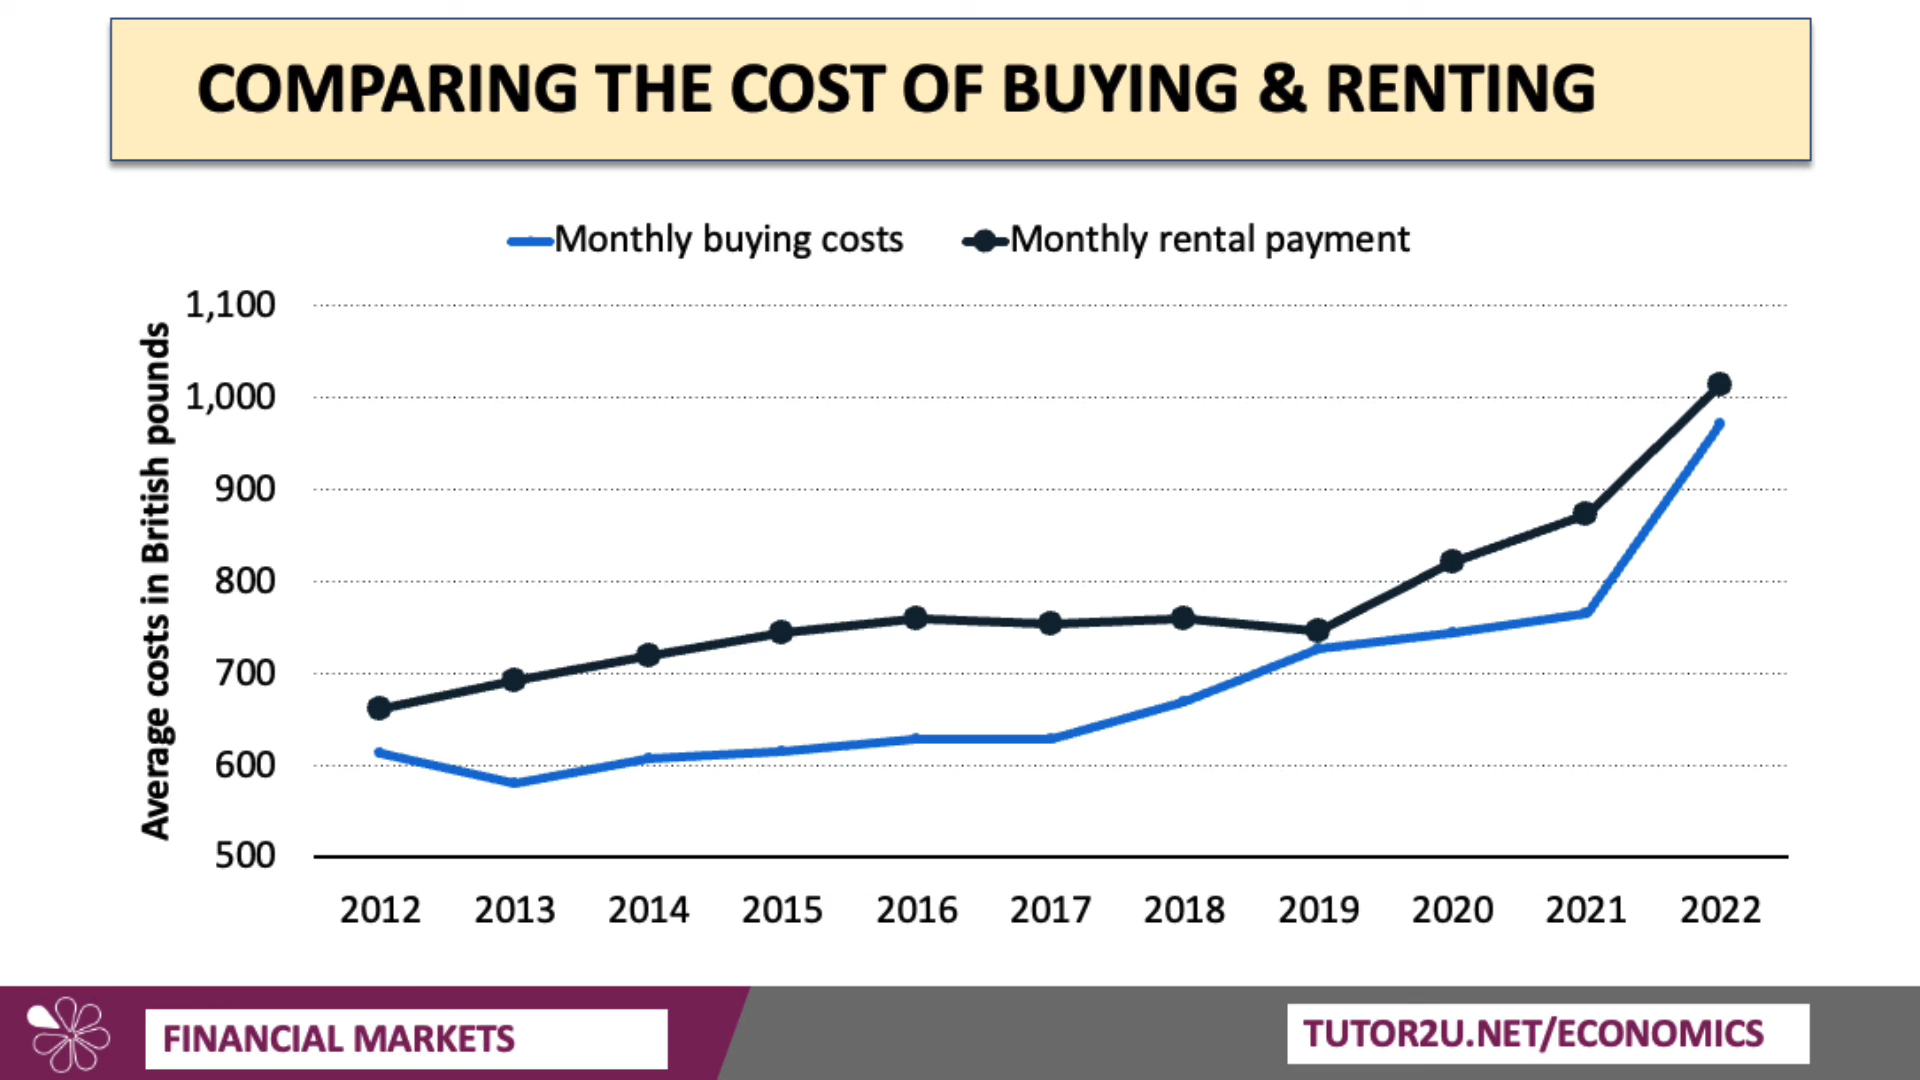 COMPARING THE COST OF BUYING & RENTING
Monthly buying costs Monthly rental payment
Average costs in British pounds
1,100
1,000
900
800
700
600
500
2012 2013 2014 2015 2016 2017 2018 2019 2020 2021 2022
FINANCIAL MARKETS
TUTOR2U.NET/ECONOMICS